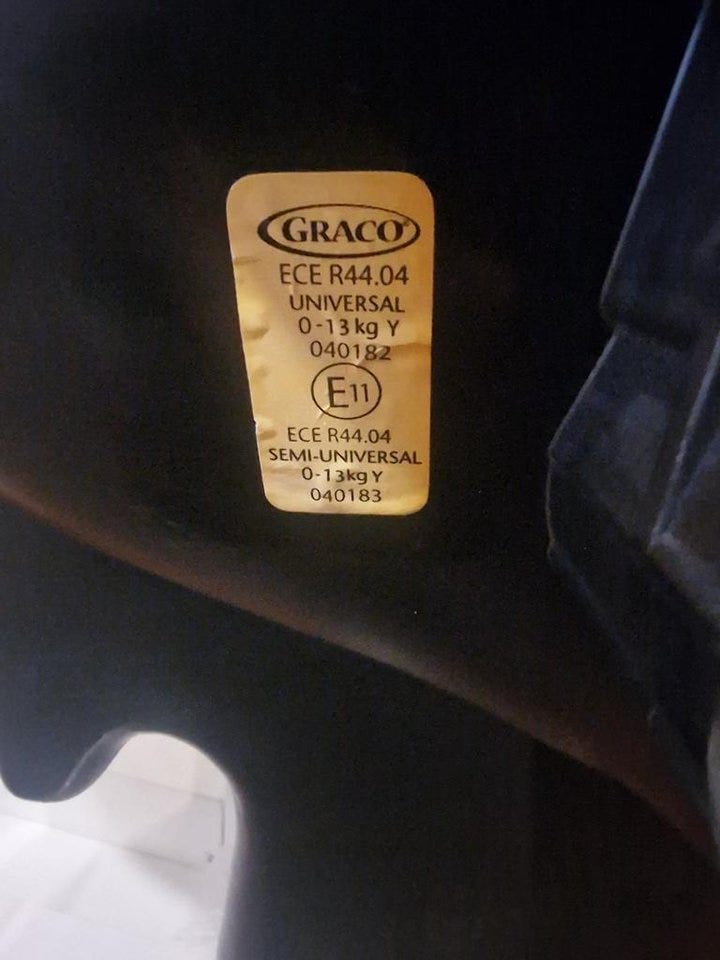 GRACO
ECE R44.04
UNIVERSAL
0-13kg Y
040182
E11
ECE R44.04
SEMI-UNIVERSAL
0-13kg Y
040183